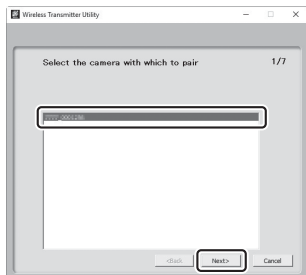 Wireless Transmitter Utility
Select the camera with which to pair 1/7
<Back Next> Cancel